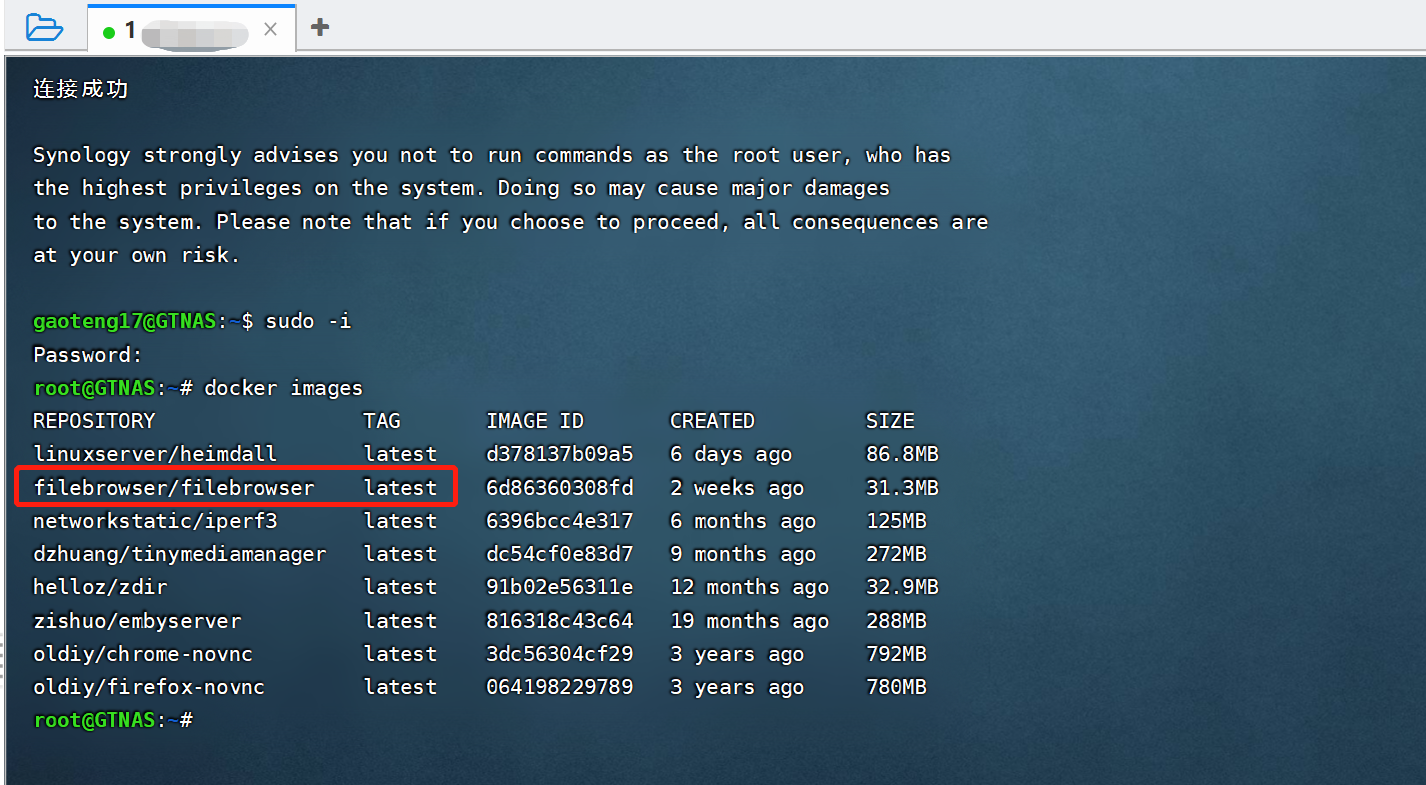 1
连接成功
Synology strongly advises you not to run commands as the root user, who has
the highest privileges on the system. Doing so may cause major damages
to the system. Please note that if you choose to proceed, all consequences are
at your own risk.
gaoteng17@GTNAS:~$ sudo -i
Password:
root@GTNAS:~# docker images
REPOSITORY TAG IMAGE ID CREATED SIZE
linuxserver/heimdall latest d378137b09a5 6 days ago 86.8MB
filebrowser/filebrowser latest 6d86360308fd 2 weeks ago 31.3MB
networkstatic/iperf3 latest 6396bcc4e317 6 months ago 125MB
dzhuang/tinymediamanager latest dc54cf0e83d7 9 months ago 272MB
helloz/zdir latest 91b02e56311e 12 months ago 32.9MB
zishuo/embyserver latest 816318c43c64 19 months ago 288MB
oldiy/chrome-novnc latest 3dc56304cf29 3 years ago 792MB
oldiy/firefox-novnc latest 064198229789 3 years ago 780MB
root@GTNAS:~#